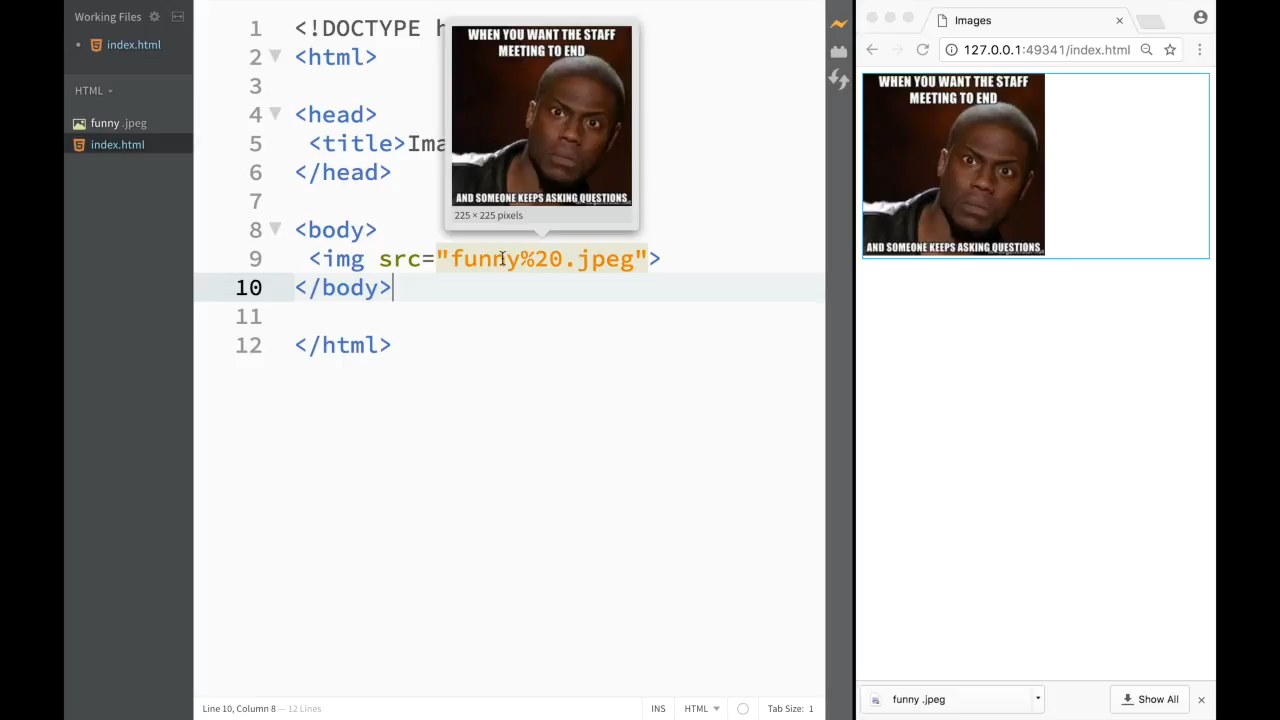 Working Files
index.html
HTML
funny .jpeg
index.html
1 <!DOCTYPE h
2 <html>
3
4 <head>
5 <title>Ima
6 </head>
7
8 <body>
9 <img src="funny%20.jpeg">
10 </body>
11
12 </html>
WHEN YOU WANT THE STAFF
MEETING TO END
AND SOMEONE KEEPS ASKING QUESTIONS
225 × 225 pixels
Line 10, Column 8 — 12 Lines
INS
HTML
Tab Size: 1
Images
127.0.0.1:49341/index.html
WHEN YOU WANT THE STAFF
MEETING TO END
AND SOMEONE KEEPS ASKING QUESTIONS
funny .jpeg
Show All